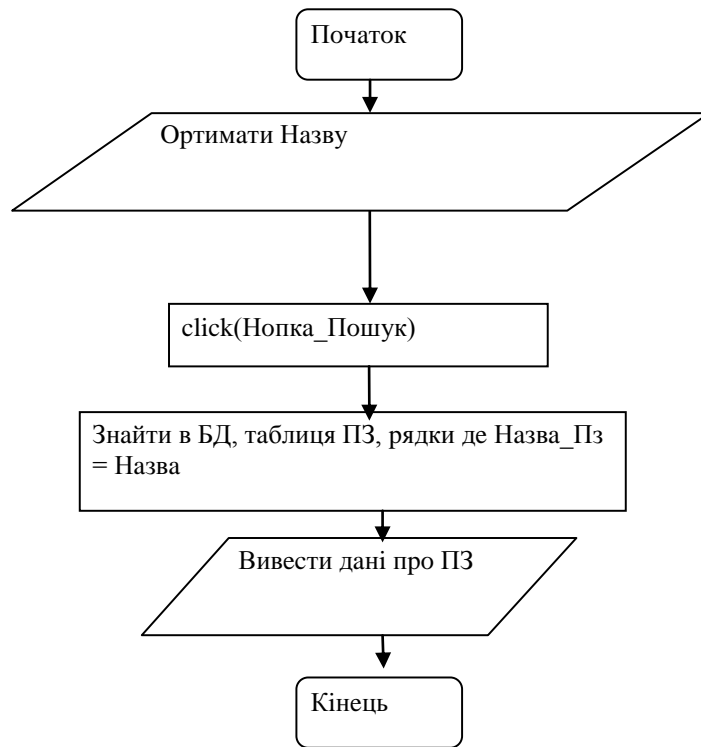 Початок
Ортимати Назву
click(Нопка_Пошук)
Знайти в БД, таблиця ПЗ, рядки де Назва_Пз
= Назва
Вивести дані про ПЗ
Кінець